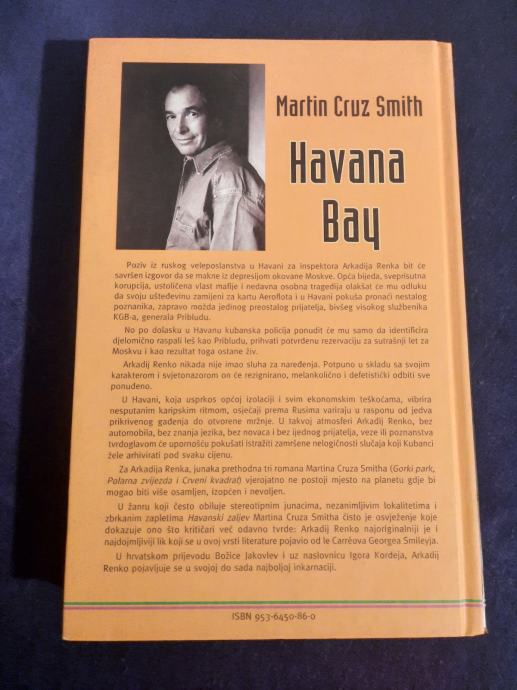 Martin Cruz Smith
Havana
Bay
Poziv iz ruskog veleposlanstva u Havani za inspektora Arkadija Renka bit će
savršen izgovor da se makne iz depresijom okovane Moskve. Opća bijeda, sveprisutna
korupcija, ustoličena vlast mafije i nedavna osobna tragedija olakšat će mu odluku
da svoju ušteđevinu zamijeni za kartu Aeroflota i u Havani pokuša pronaći nestalog
poznanika, zapravo možda jedinog preostalog prijatelja, bivšeg visokog službenika
KGB-a, generala Pribludu.
No po dolasku u Havanu kubanska policija ponudit će mu samo da identificira
djelomično raspali leš kao Pribludu, prihvati potvrđenu rezervaciju za sutrašnji let za
Moskvu i kao rezultat toga ostane živ.
Arkadij Renko nikada nije imao sluha za naređenja. Potpuno u skladu sa svojim
karakterom i svjetonazorom on će rezignirano, melankolično i defetistički odbiti sve
ponuđeno.
U Havani, koja usprkos općoj izolaciji i svim ekonomskim teškoćama, vibrira
nesputanim karipskim ritmom, osjećaji prema Rusima variraju u rasponu od jedva
prikrivenog gađenja do otvorene mržnje. U takvoj atmosferi Arkadij Renko, bez
automobila, bez znanja jezika, bez novaca i bez ijednog prijatelja, veze ili poznanstva
tvrdoglavom će upornošću pokušati istražiti zamršene nelogičnosti slučaja koji Kubanci
žele arhivirati pod svaku cijenu.
Za Arkadija Renka, junaka prethodna tri romana Martina Cruza Smitha (Gorki park,
Polarna zvijezda i Crveni kvadrat) vjerojatno ne postoji mjesto na planetu gdje bi
mogao biti više osamljen, izopćen i nevoljen.
U žanru koji često obiluje stereotipnim junacima, nezanimljivim lokalitetima i
zbrkanim zapletima Havanski zaljev Martina Cruza Smitha čisto je osvježenje koje
dokazuje ono što kritičari već odavno tvrde: Arkadij Renko najoriginalniji je i
najdojmljiviji lik koji se u ovoj vrsti literature pojavio od le Carréova Georgea Smileyja.
U hrvatskom prijevodu Božice Jakovlev i uz naslovnicu Igora Kordeja, Arkadij
Renko pojavljuje se u svojoj do sada najboljoj inkarnaciji.
ISBN 953-6450-86-0